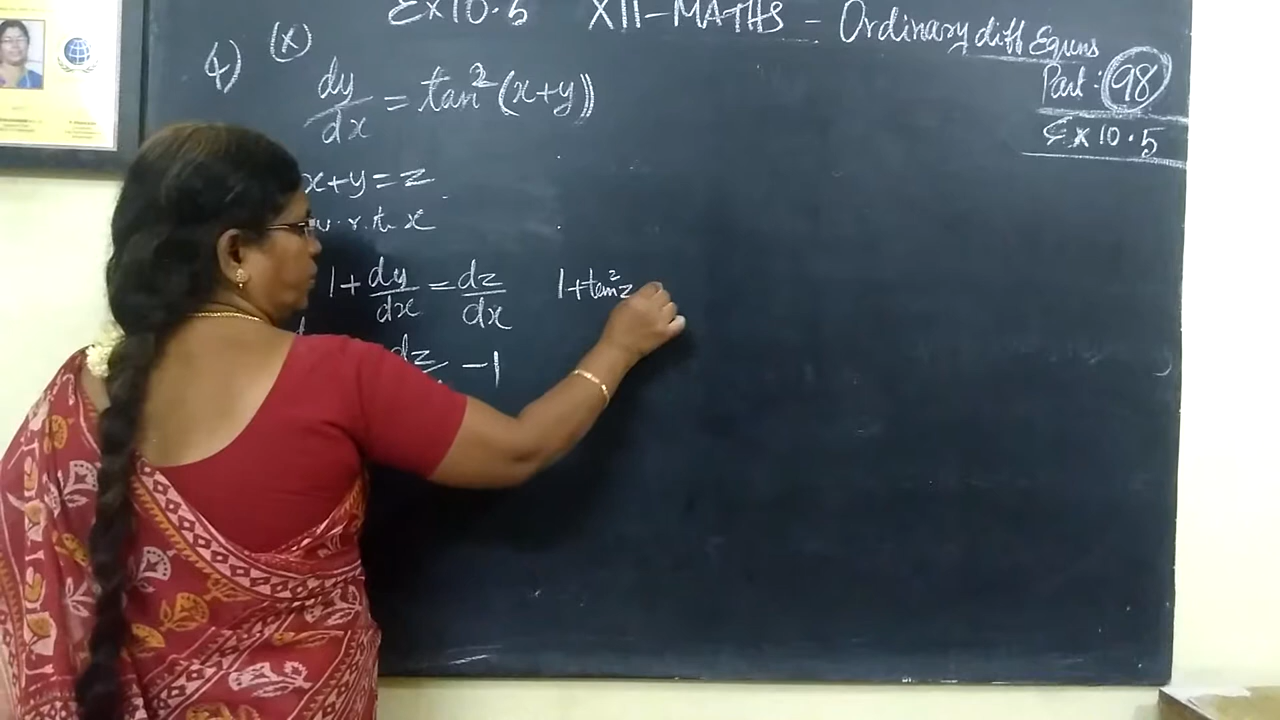 Ex 10.5 XII-MATHS - Ordinary diff Equns
Part: 98
Ex 10.5
4) (x)
dy/dx = tan²(x+y)
x+y = z
w.r.to x
1+ dy/dx = dz/dx
dz -1
1+tan²z